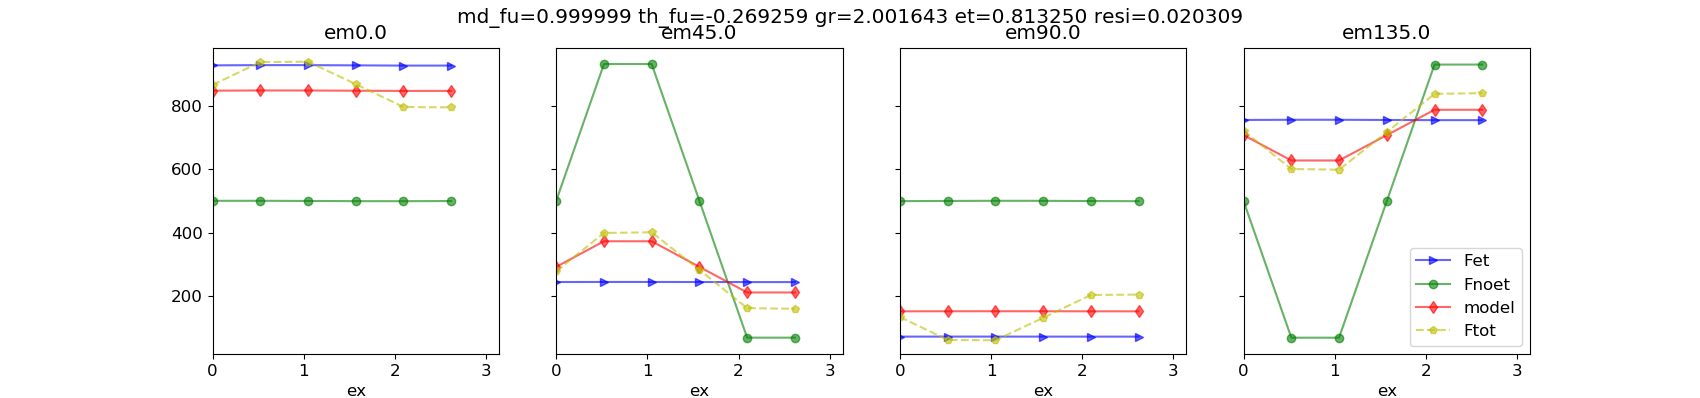 md_fu=0.999999 th_fu=-0.269259 gr=2.001643 et=0.813250 resi=0.020309
em0.0 em45.0 em90.0 em135.0
800
600
400
200
0 1 2 3 0 1 2 3 0 1 2 3 0 1 2 3
ex ex ex ex
Fet
Fnoet
model
Ftot